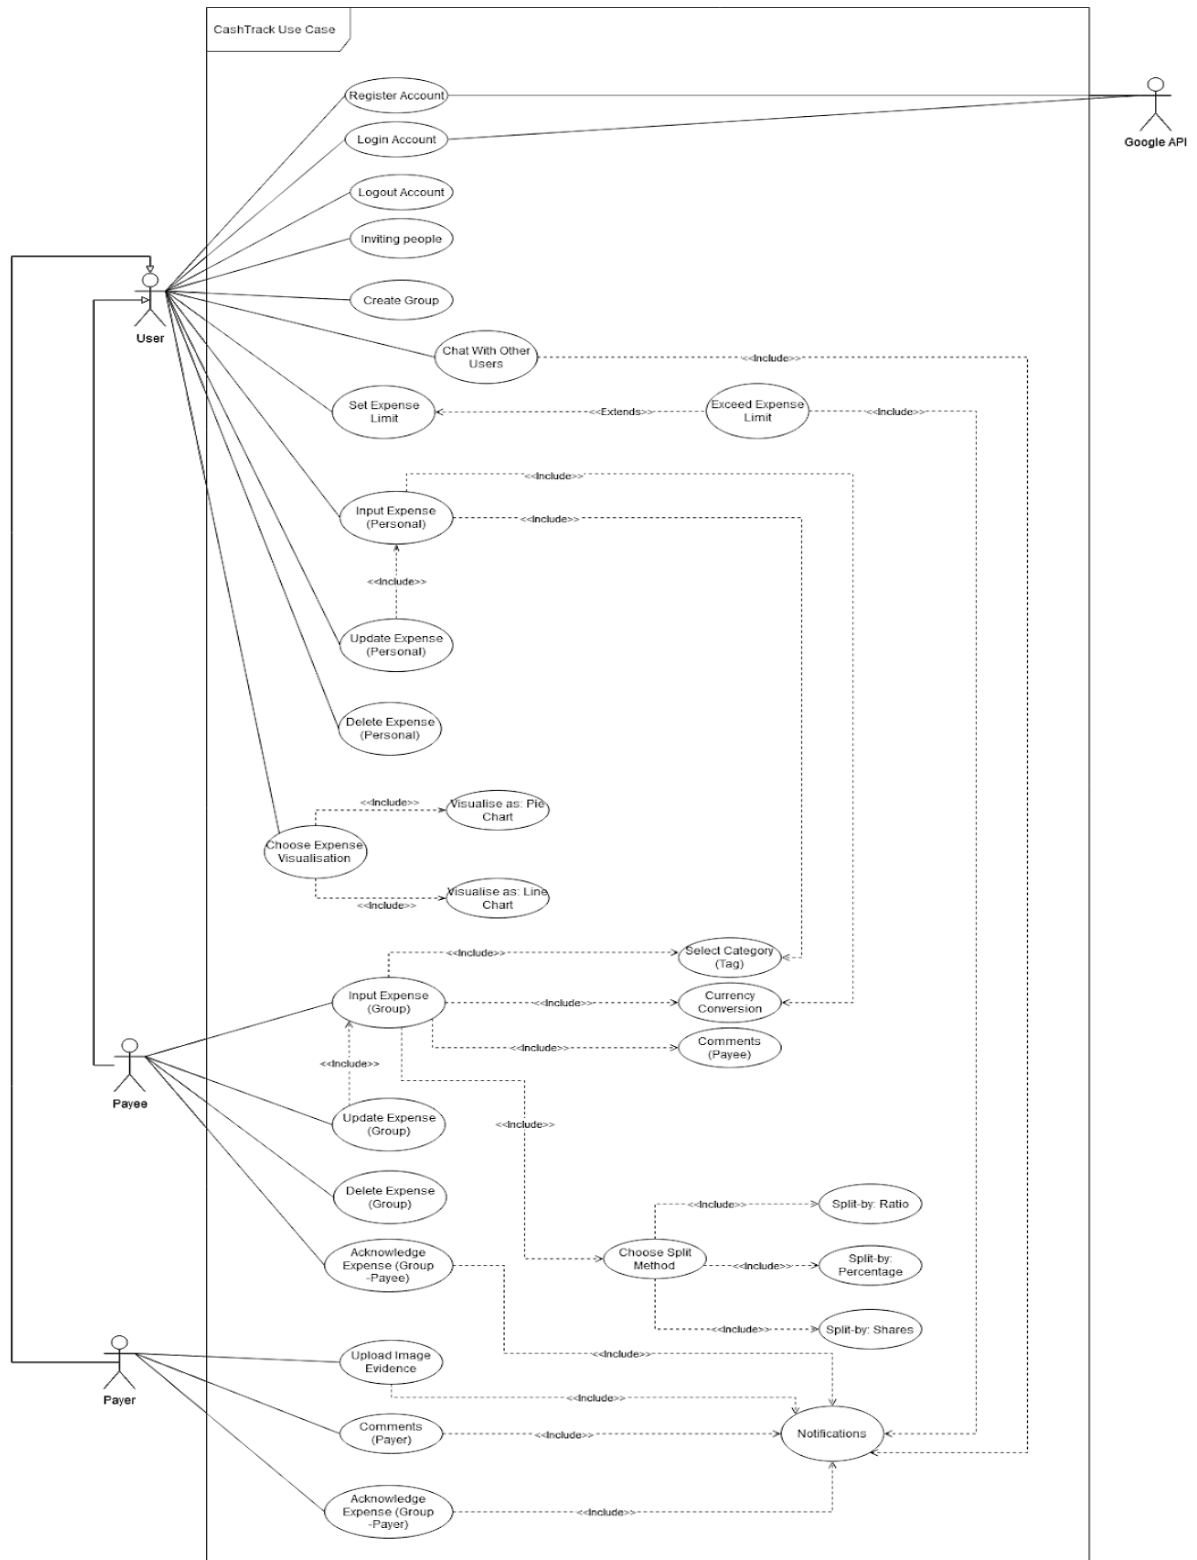 CashTrack Use Case
Register Account
Login Account
Google API
Logout Account
Inviting people
Create Group
User
Chat With Other
Users
<<Include>>
Set Expense
Limit
<<Extends>>
Exceed Expense
Limit
<<Include>>
<<Include>>
Input Expense
(Personal)
<<Include>>
<<Include>>
Update Expense
(Personal)
Delete Expense
(Personal)
<<Include>>
Visualise as: Pie
Chart
Choose Expense
Visualisation
<<Include>>
Visualise as: Line
Chart
<<Include>>
Select Category
(Tag)
Input Expense
(Group)
<<Include>>
Currency
Conversion
<<Include>>
Comments
(Payee)
<<Include>>
Payee
Update Expense
(Group)
<<Include>>
Delete Expense
(Group)
<<Include>>
Split-by: Ratio
Acknowledge
Expense (Group
-Payee)
Choose Split
Method
<<Include>>
Split-by:
Percentage
<<Include>>
Split-by: Shares
<<Include>>
Upload Image
Evidence
Payer
<<Include>>
Comments
(Payer)
<<Include>>
Notifications
Acknowledge
Expense (Group
-Payer)
<<Include>>